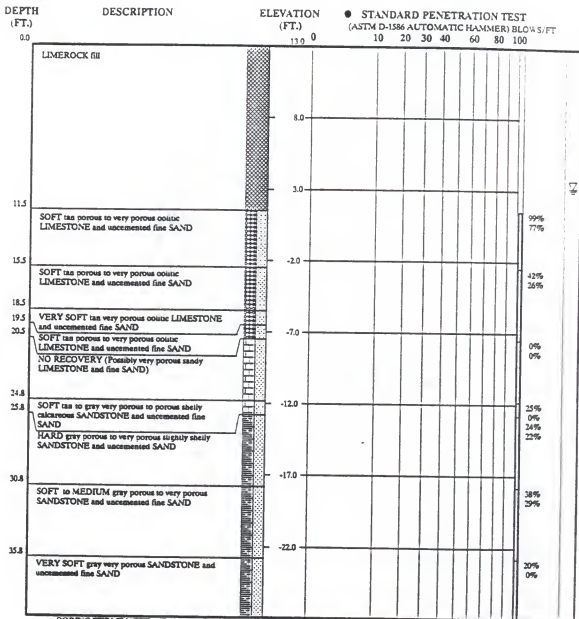 DEPTH
(FT.)
DESCRIPTION
ELEVATION
(FT.)
● STANDARD PENETRATION TEST
(ASTM D-1586 AUTOMATIC HAMMER) BLOWS/FT
0.0
13.0 0 10 20 30 40 60 80 100
LIMEROCK fill
8.0
3.0
11.5
SOFT tan porous to very porous oolitic
LIMESTONE and uncemented fine SAND
99%
77%
-2.0
15.5
SOFT tan porous to very porous oolitic
LIMESTONE and uncemented fine SAND
42%
26%
18.5
19.5
VERY SOFT tan very porous oolitic LIMESTONE
and uncemented fine SAND
20.5
-7.0
SOFT tan porous to very porous oolitic
LIMESTONE and uncemented fine SAND
0%
0%
NO RECOVERY (Possibly very porous sandy
LIMESTONE and fine SAND)
24.8
-12.0
25.8
SOFT tan to gray very porous to porous shelly
calcareous SANDSTONE and uncemented fine
SAND
25%
0%
24%
22%
HARD gray porous to very porous slightly shelly
SANDSTONE and uncemented SAND
-17.0
30.8
SOFT to MEDIUM gray porous to very porous
SANDSTONE and uncemented fine SAND
38%
29%
-22.0
35.8
VERY SOFT gray very porous SANDSTONE and
uncemented fine SAND
20%
0%